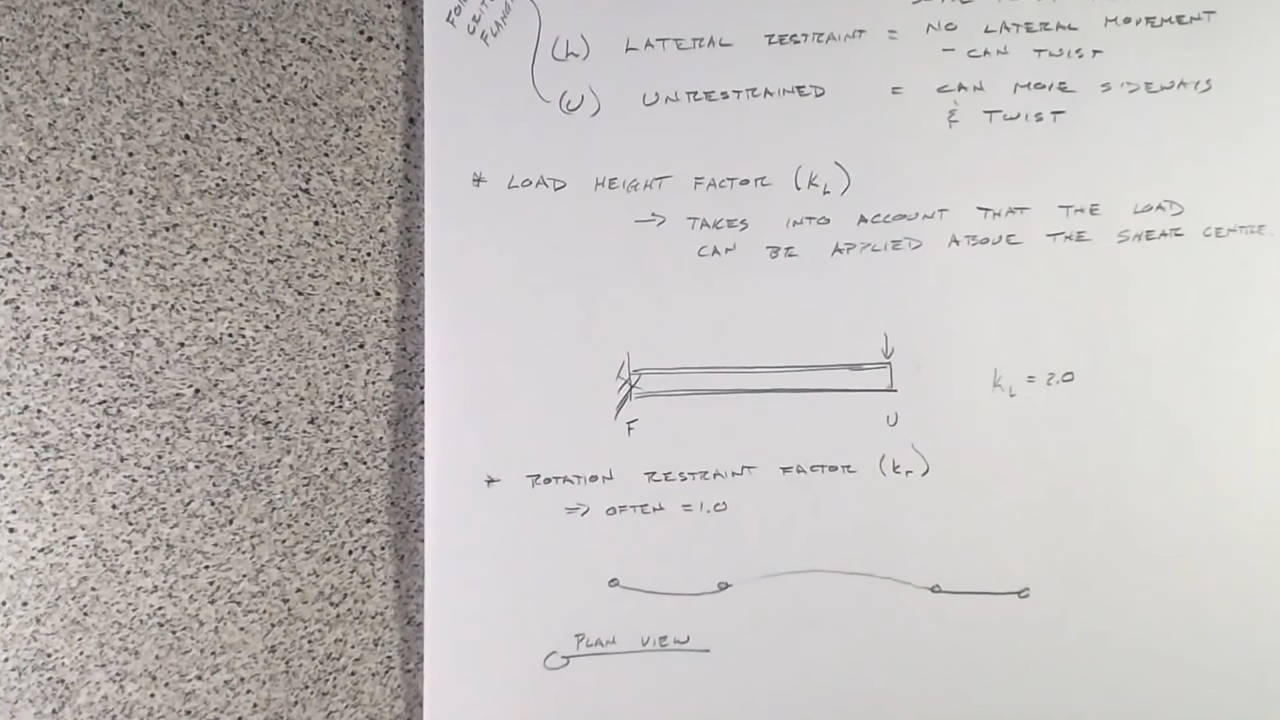 FLANG
(L) LATERAL RESTRAINT = NO LATERAL MOVEMENT
- CAN TWIST
(U) UNRESTRAINED = CAN MOVE SIDEWAYS
& TWIST
* LOAD HEIGHT FACTOR (kL)
→ TAKES INTO ACCOUNT THAT THE LOAD
CAN BE APPLIED ABOVE THE SHEAR CENTRE.
kL = 2.0
F U
* ROTATION RESTRAINT FACTOR (kr)
⇒ OFTEN = 1.0
PLAN VIEW